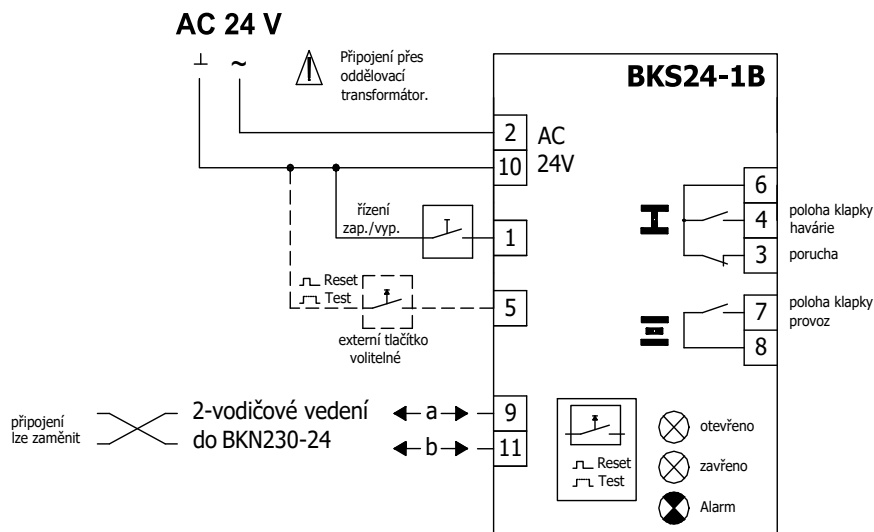 AC 24 V
⊥ ~
Připojení přes
oddělovací
transformátor.
BKS24-1B
2
AC
10
24V
řízení
zap./vyp.
1
Reset
Test
5
externí tlačítko
volitelné
6
4
poloha klapky
havárie
3
porucha
7
poloha klapky
provoz
8
připojení
lze zaměnit
2-vodičové vedení
do BKN230-24
a
9
b
11
Reset
Test
otevřeno
zavřeno
Alarm